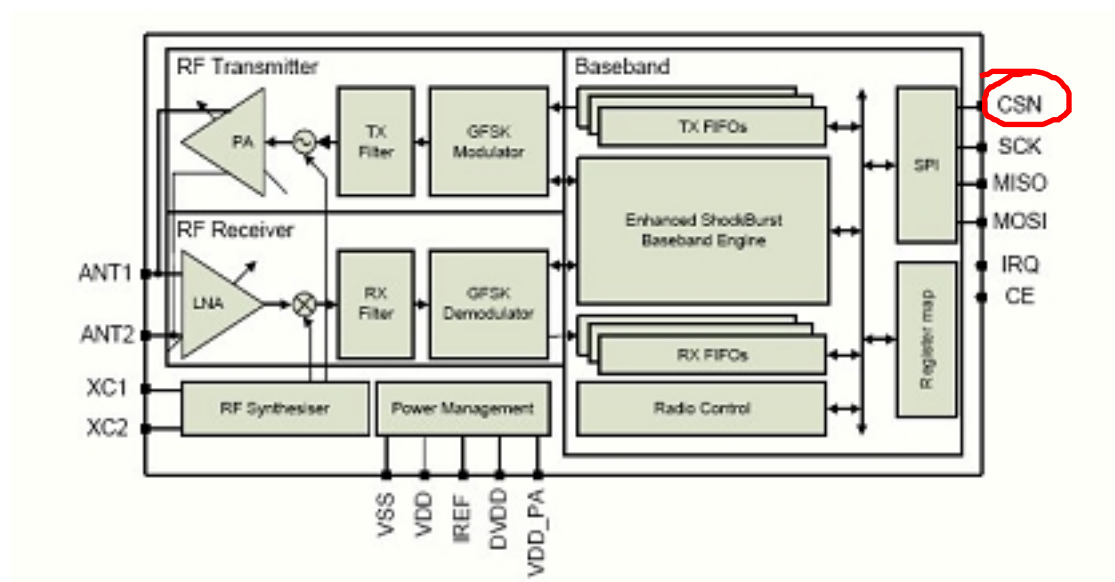 RF Transmitter
Baseband
PA
TX
Filter
GFSK
Modulator
TX FIFOs
SPI
CSN
SCK
MISO
MOSI
Enhanced ShockBurst
Baseband Engine
RF Receiver
ANT1
ANT2
LNA
RX
Filter
GFSK
Demodulator
RX FIFOs
Register map
IRQ
CE
XC1
XC2
RF Synthesiser
Power Management
Radio Control
VSS
VDD
IREF
DVDD
VDD_PA